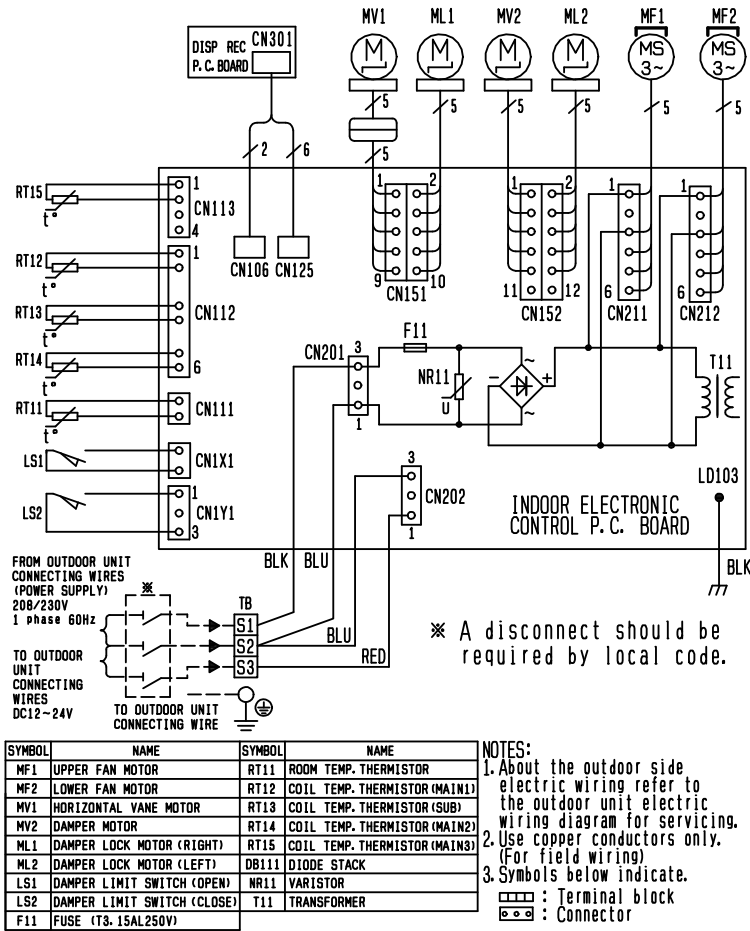 MV1 ML1 MV2 ML2 MF1 MF2
DISP REC CN301
P.C. BOARD
M M M M MS MS
3~ 3~
5 5 5 5 5 5
5
2 6
RT15 t°
1
CN113
4
RT12 t°
1
CN112
RT13 t°
RT14 t°
6
RT11 t°
CN111
LS1
CN1X1
LS2
1
CN1Y1
3
CN106 CN125
1 2
9 10
CN151
1 2
11 12
CN152
1
6
CN211
1
6
CN212
CN201 3
1
F11
NR11
U
~
- +
~
T11
3
CN202
1
LD103
INDOOR ELECTRONIC
CONTROL P.C. BOARD
BLK BLU
BLK
BLU
RED
FROM OUTDOOR UNIT
CONNECTING WIRES
(POWER SUPPLY)
208/230V
1 phase 60Hz
※
TB
S1
S2
S3
TO OUTDOOR
UNIT
CONNECTING
WIRES
DC12~24V
TO OUTDOOR UNIT
CONNECTING WIRE
※ A disconnect should be
required by local code.
SYMBOL NAME SYMBOL NAME
MF1 UPPER FAN MOTOR RT11 ROOM TEMP. THERMISTOR
MF2 LOWER FAN MOTOR RT12 COIL TEMP. THERMISTOR (MAIN1)
MV1 HORIZONTAL VANE MOTOR RT13 COIL TEMP. THERMISTOR (SUB)
MV2 DAMPER MOTOR RT14 COIL TEMP. THERMISTOR (MAIN2)
ML1 DAMPER LOCK MOTOR (RIGHT) RT15 COIL TEMP. THERMISTOR (MAIN3)
ML2 DAMPER LOCK MOTOR (LEFT) DB111 DIODE STACK
LS1 DAMPER LIMIT SWITCH (OPEN) NR11 VARISTOR
LS2 DAMPER LIMIT SWITCH (CLOSE) T11 TRANSFORMER
F11 FUSE (T3.15AL250V)
NOTES:
1. About the outdoor side
electric wiring refer to
the outdoor unit electric
wiring diagram for servicing.
2. Use copper conductors only.
(For field wiring)
3. Symbols below indicate.
: Terminal block
: Connector